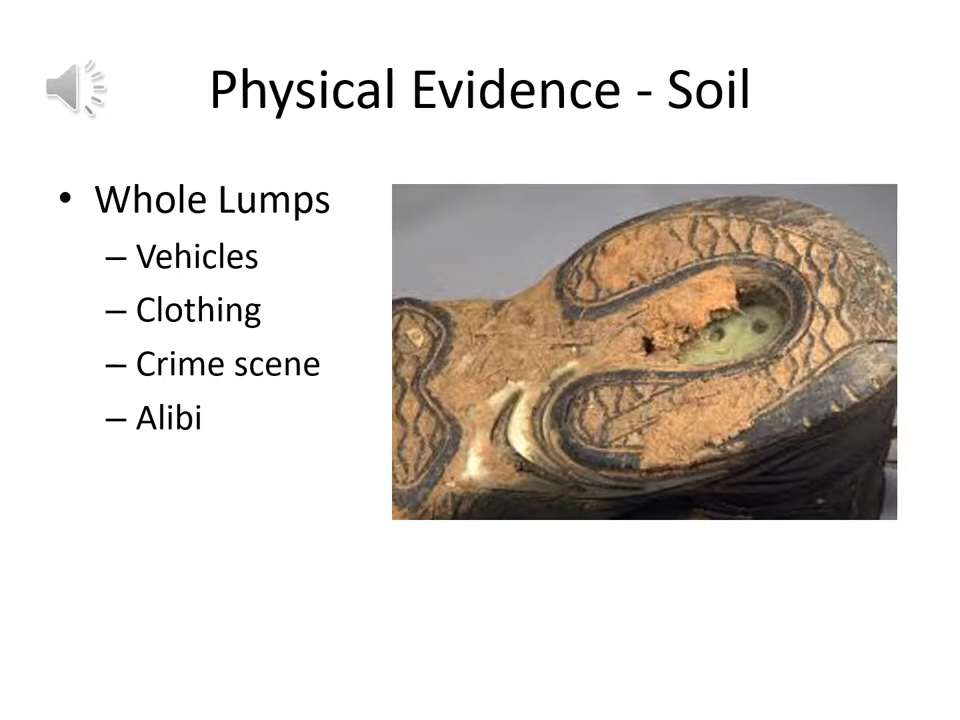 Physical Evidence - Soil
• Whole Lumps
– Vehicles
– Clothing
– Crime scene
– Alibi